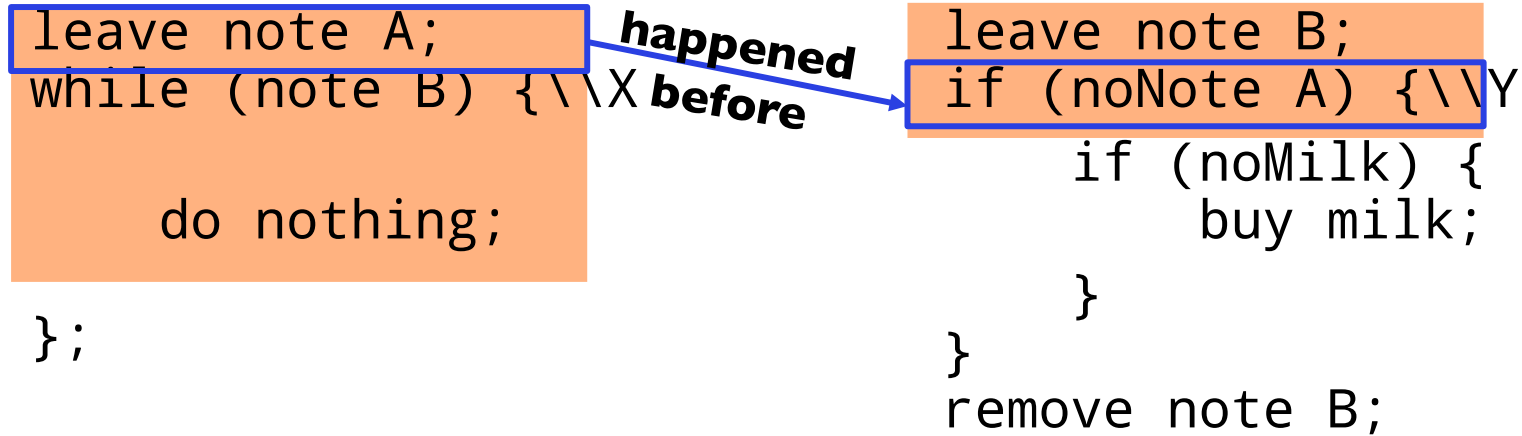 leave note A;
while (note B) {\\X
do nothing;
};
happened
before
leave note B;
if (noNote A) {\\Y
if (noMilk) {
buy milk;
}
}
remove note B;